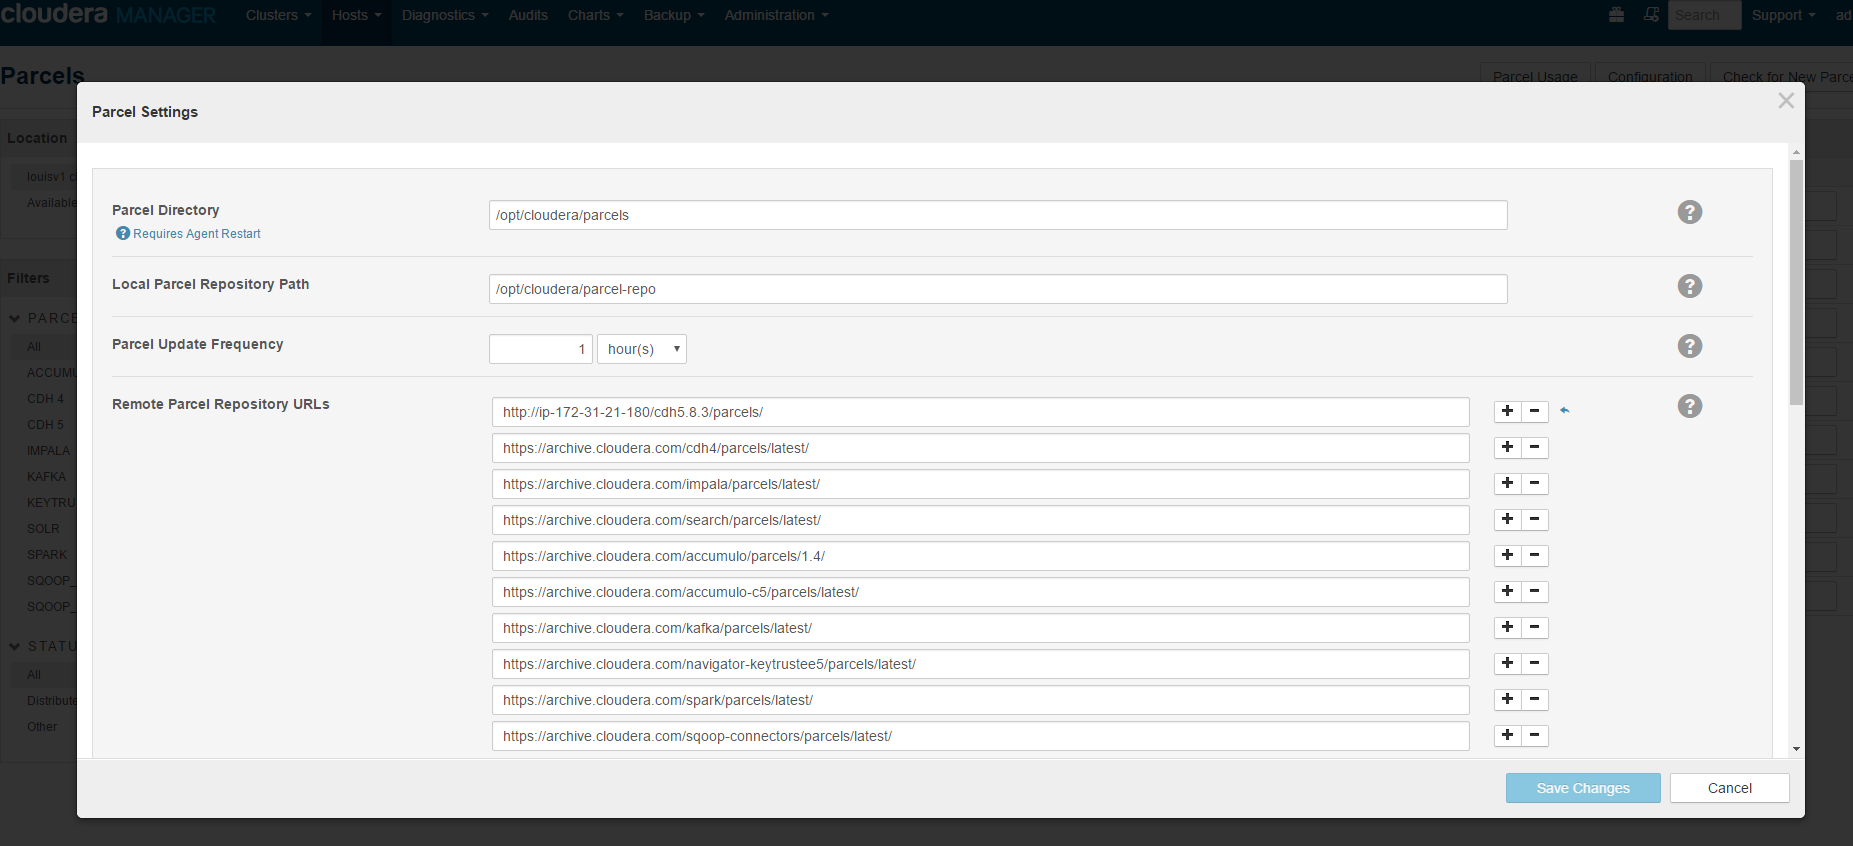 cloudera MANAGER Clusters Hosts Diagnostics Audits Charts Backup Administration Search Support
Parcels
Parcel Usage Configuration Check for New Parce
Parcel Settings
Location
louisv1
Available
Filters
PARCE
All
ACCUMU
CDH 4
CDH 5
IMPALA
KAFKA
KEYTRU
SOLR
SPARK
SQOOP_
SQOOP_
STATU
All
Distribute
Other
Parcel Directory /opt/cloudera/parcels
Requires Agent Restart
Local Parcel Repository Path /opt/cloudera/parcel-repo
Parcel Update Frequency 1 hour(s)
Remote Parcel Repository URLs http://ip-172-31-21-180/cdh5.8.3/parcels/
https://archive.cloudera.com/cdh4/parcels/latest/
https://archive.cloudera.com/impala/parcels/latest/
https://archive.cloudera.com/search/parcels/latest/
https://archive.cloudera.com/accumulo/parcels/1.4/
https://archive.cloudera.com/accumulo-c5/parcels/latest/
https://archive.cloudera.com/kafka/parcels/latest/
https://archive.cloudera.com/navigator-keytrustee5/parcels/latest/
https://archive.cloudera.com/spark/parcels/latest/
https://archive.cloudera.com/sqoop-connectors/parcels/latest/
Save Changes Cancel